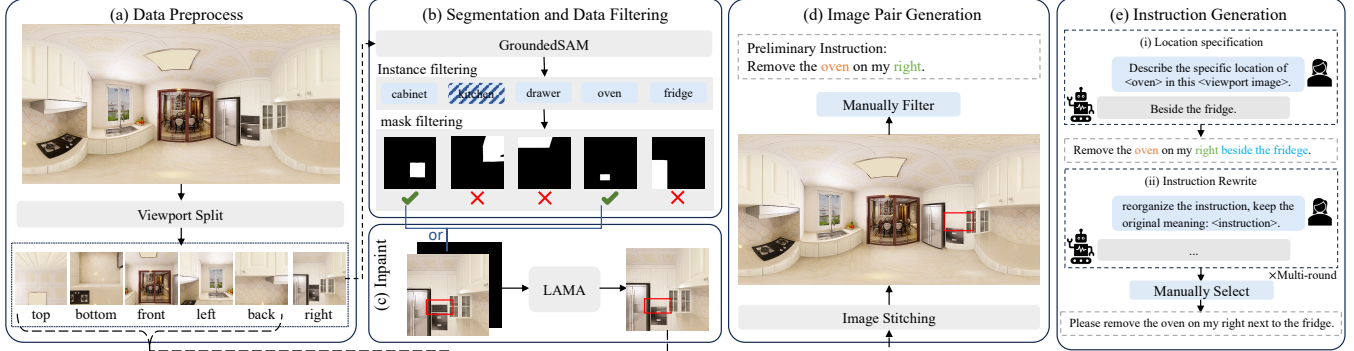 (a) Data Preprocess
Viewport Split
top
bottom
front
left
back
right
(b) Segmentation and Data Filtering
GroundedSAM
Instance filtering
cabinet
kitchen
drawer
oven
fridge
mask filtering
or
(c) Inpaint
LAMA
(d) Image Pair Generation
Preliminary Instruction:
Remove the oven on my right.
Manually Filter
Image Stitching
(e) Instruction Generation
(i) Location specification
Describe the specific location of
<oven> in this <viewport image>.
Beside the fridge.
Remove the oven on my right beside the fridege.
(ii) Instruction Rewrite
reorganize the instruction, keep the
original meaning: <instruction>.
...
×Multi-round
Manually Select
Please remove the oven on my right next to the fridge.